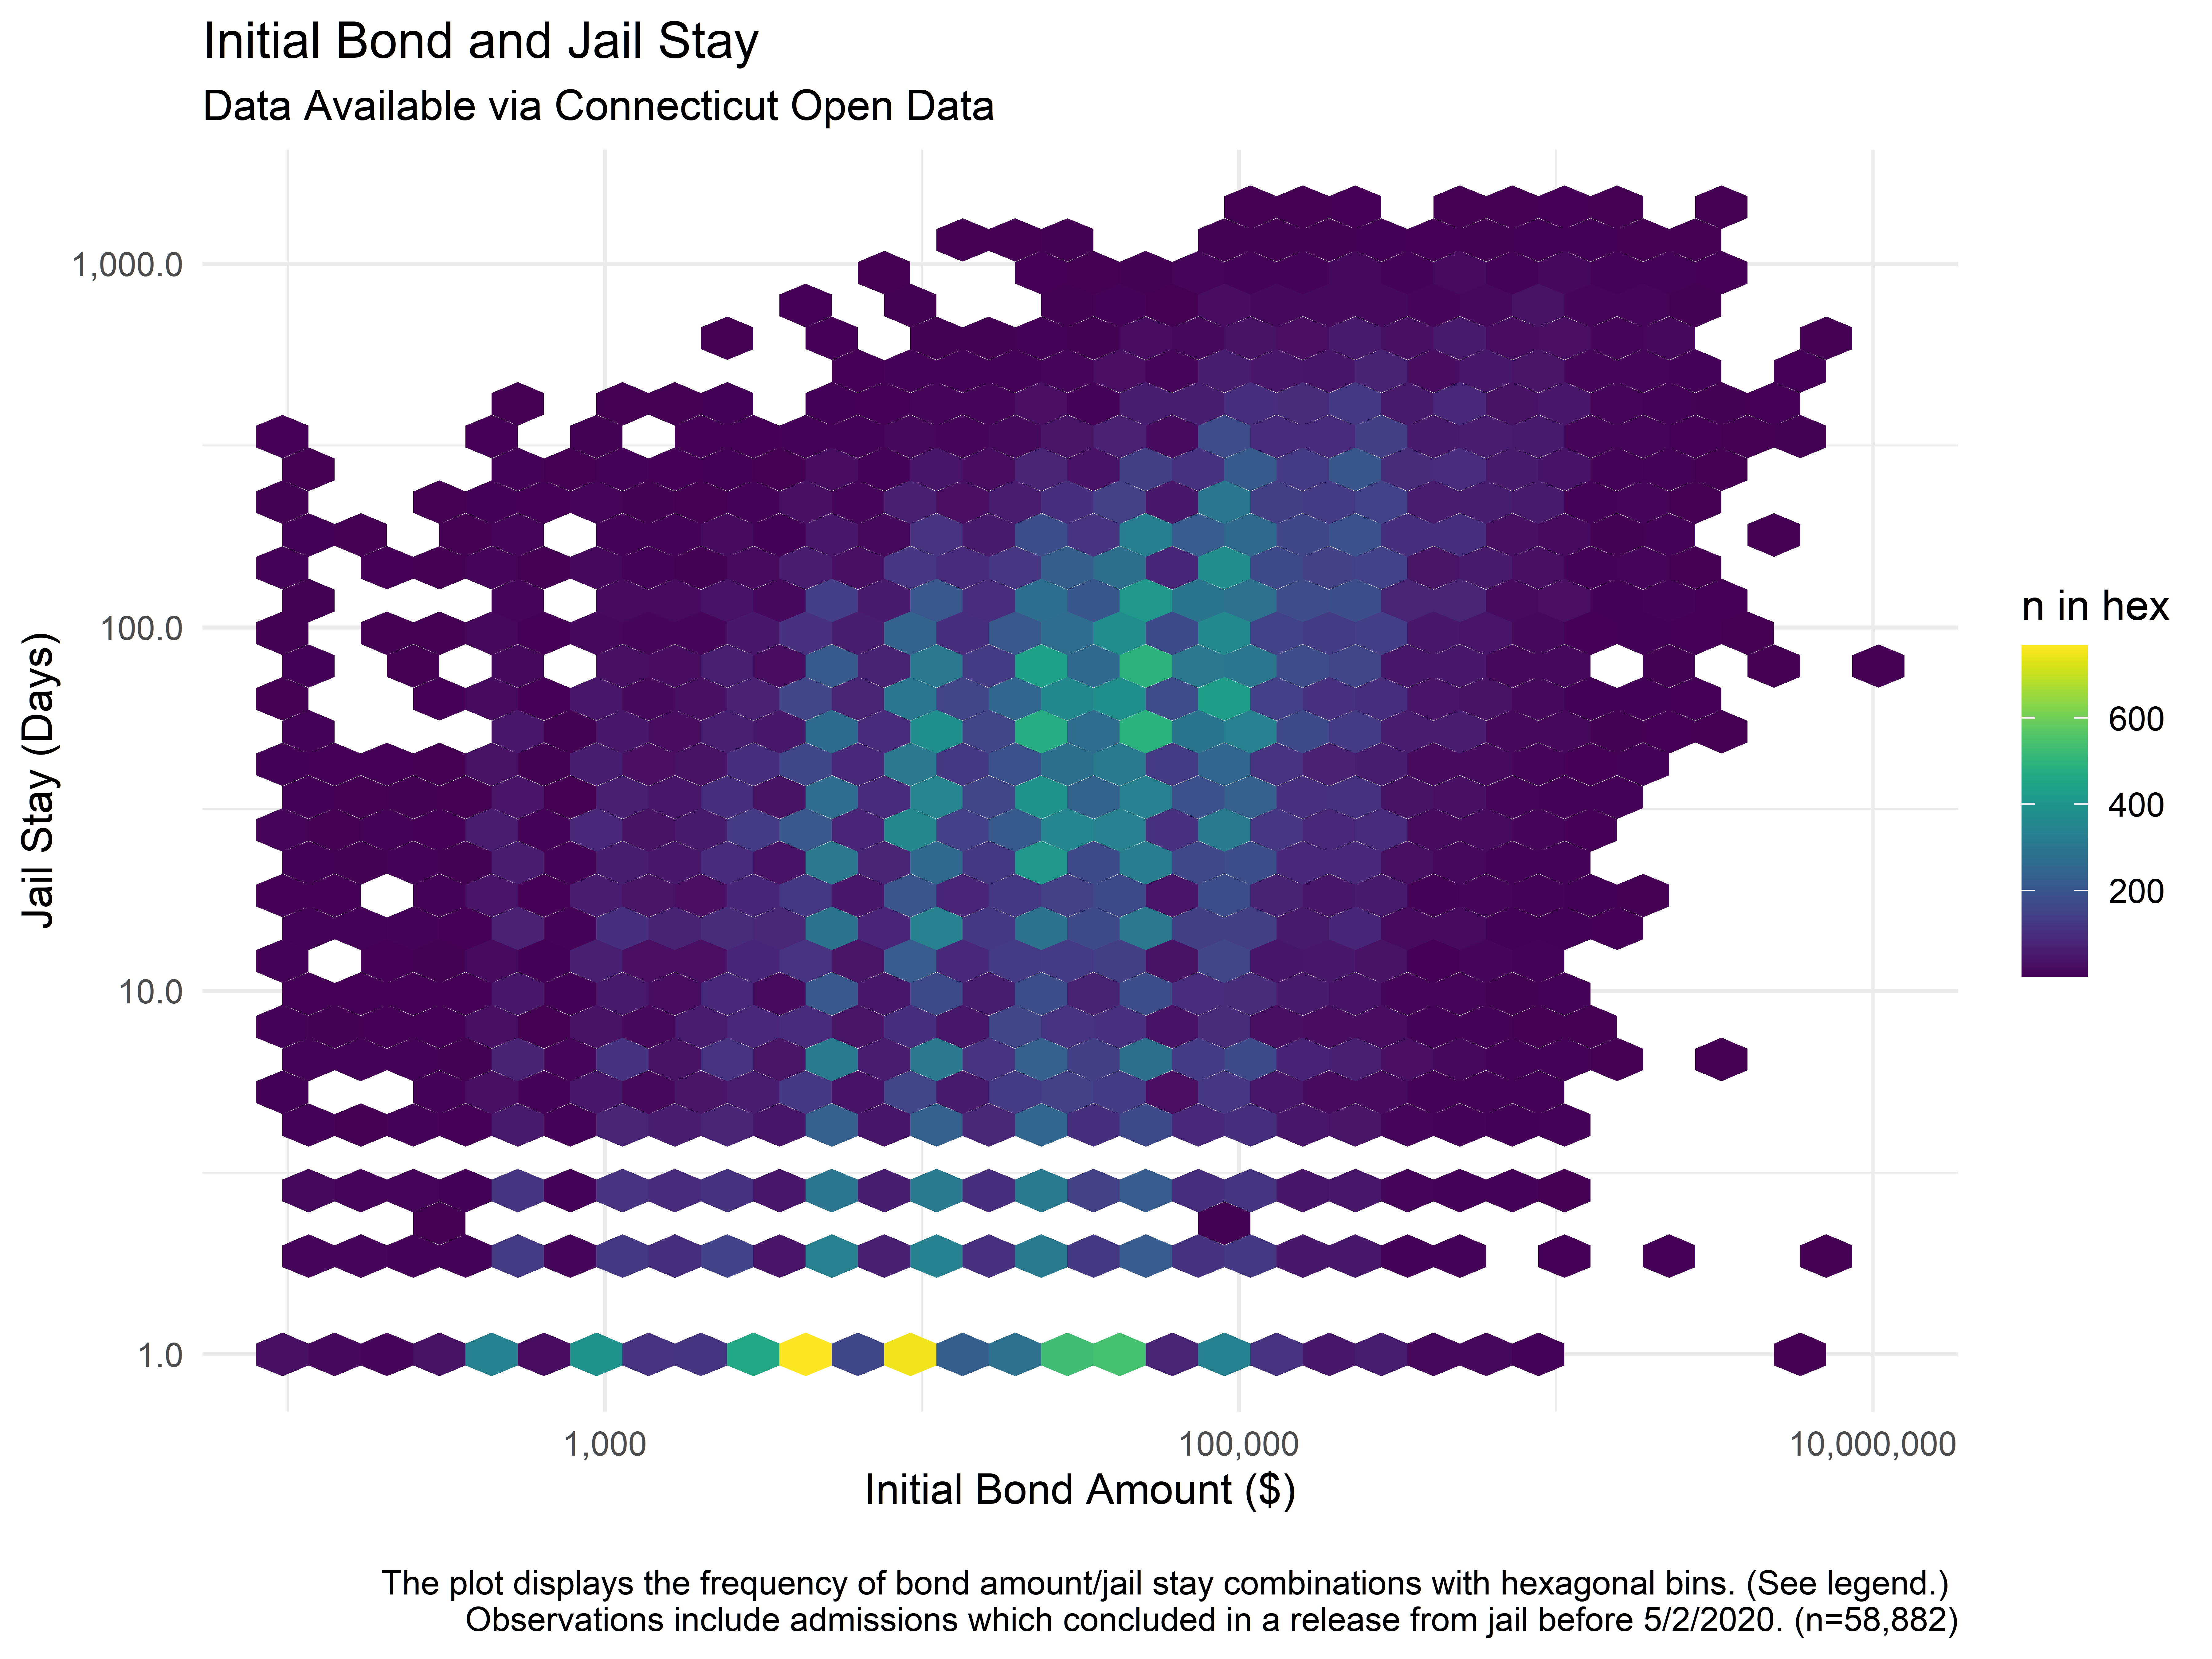 Initial Bond and Jail Stay
Data Available via Connecticut Open Data
1,000.0
100.0
10.0
1.0
Jail Stay (Days)
1,000
100,000
10,000,000
Initial Bond Amount ($)
n in hex
600
400
200
The plot displays the frequency of bond amount/jail stay combinations with hexagonal bins. (See legend.)
Observations include admissions which concluded in a release from jail before 5/2/2020. (n=58,882)